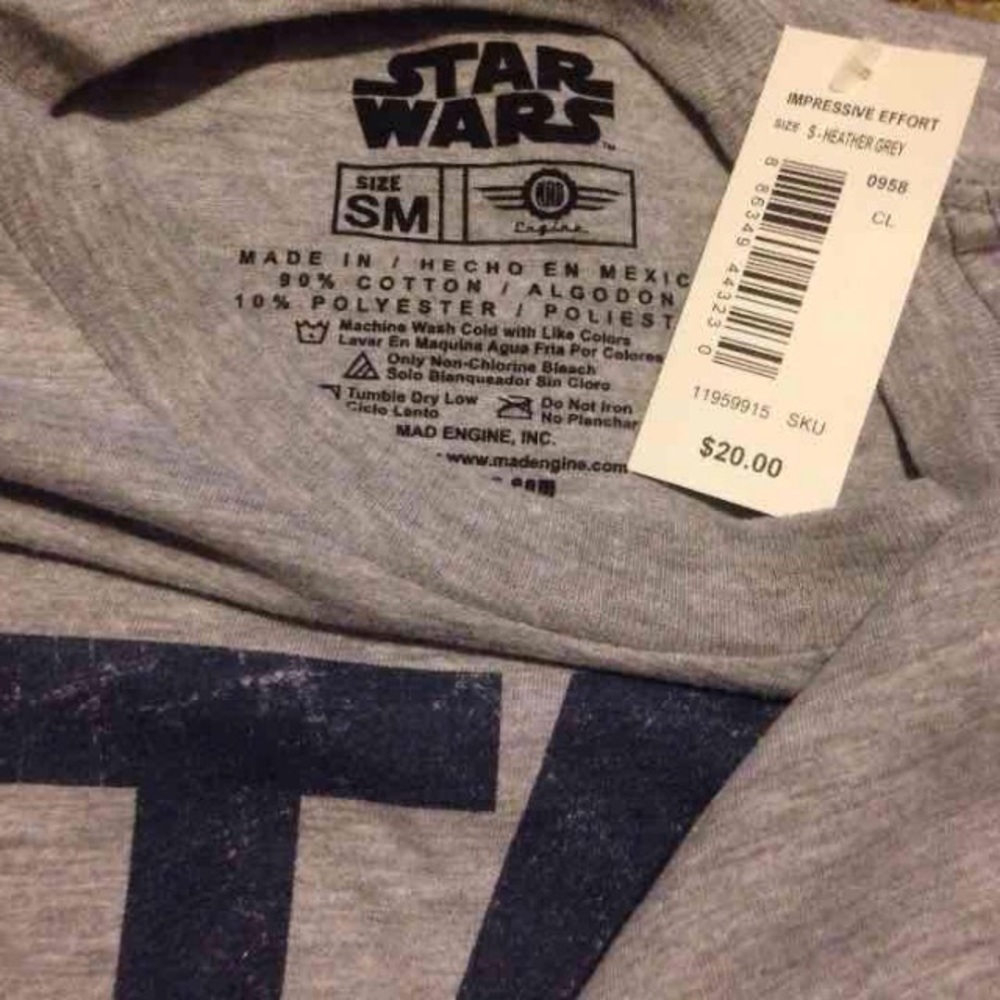 STAR
WARS
TM
SIZE
SM
MAD
Engine
MADE IN / HECHO EN MEXIC
90% COTTON / ALGODON
10% POLYESTER / POLIEST
Machine Wash Cold with Like Colors
Lavar En Maquina Agua Fria Por Colores
Only Non-Chlorine Bleach
Solo Blanqueador Sin Cloro
Tumble Dry Low
Ciclo Lento
Do Not Iron
No Planchar
MAD ENGINE, INC.
www.madengine.com
IMPRESSIVE EFFORT
SIZE S-HEATHER GREY
0958
CL
8 86349 44323 0
11959915 SKU
$20.00
T